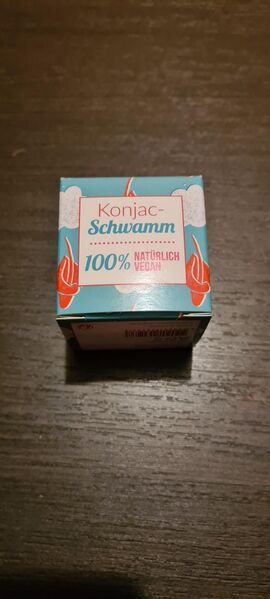 Konjac-
Schwamm
100% NATÜRLICH
VEGAN